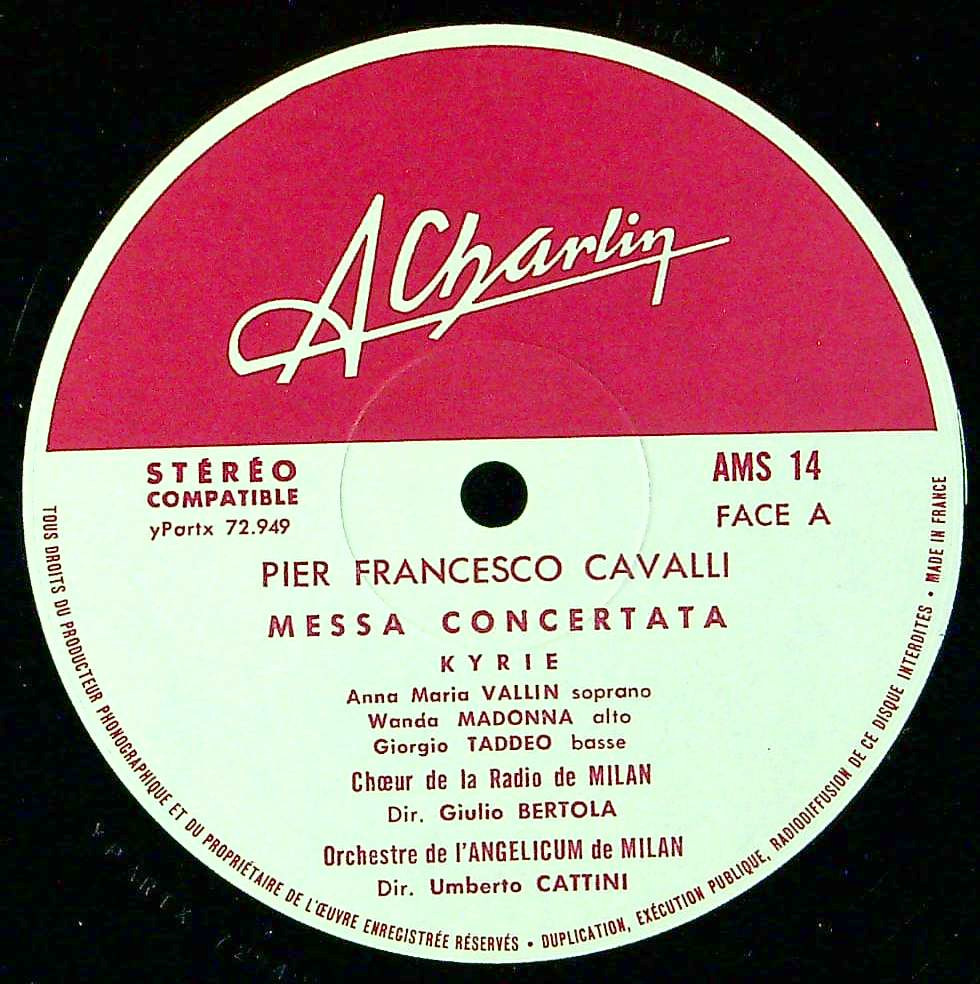 ACharlin
STÉRÉO
COMPATIBLE
yPartx 72.949
AMS 14
FACE A
PIER FRANCESCO CAVALLI
MESSA CONCERTATA
KYRIE
Anna Maria VALLIN soprano
Wanda MADONNA alto
Giorgio TADDEO basse
Chœur de la Radio de MILAN
Dir. Giulio BERTOLA
Orchestre de l'ANGELICUM de MILAN
Dir. Umberto CATTINI
TOUS DROITS DU PRODUCTEUR PHONOGRAPHIQUE ET DU PROPRIÉTAIRE DE L'ŒUVRE ENREGISTRÉE RÉSERVÉS • DUPLICATION, EXÉCUTION PUBLIQUE, RADIODIFFUSION DE CE DISQUE INTERDITES • MADE IN FRANCE